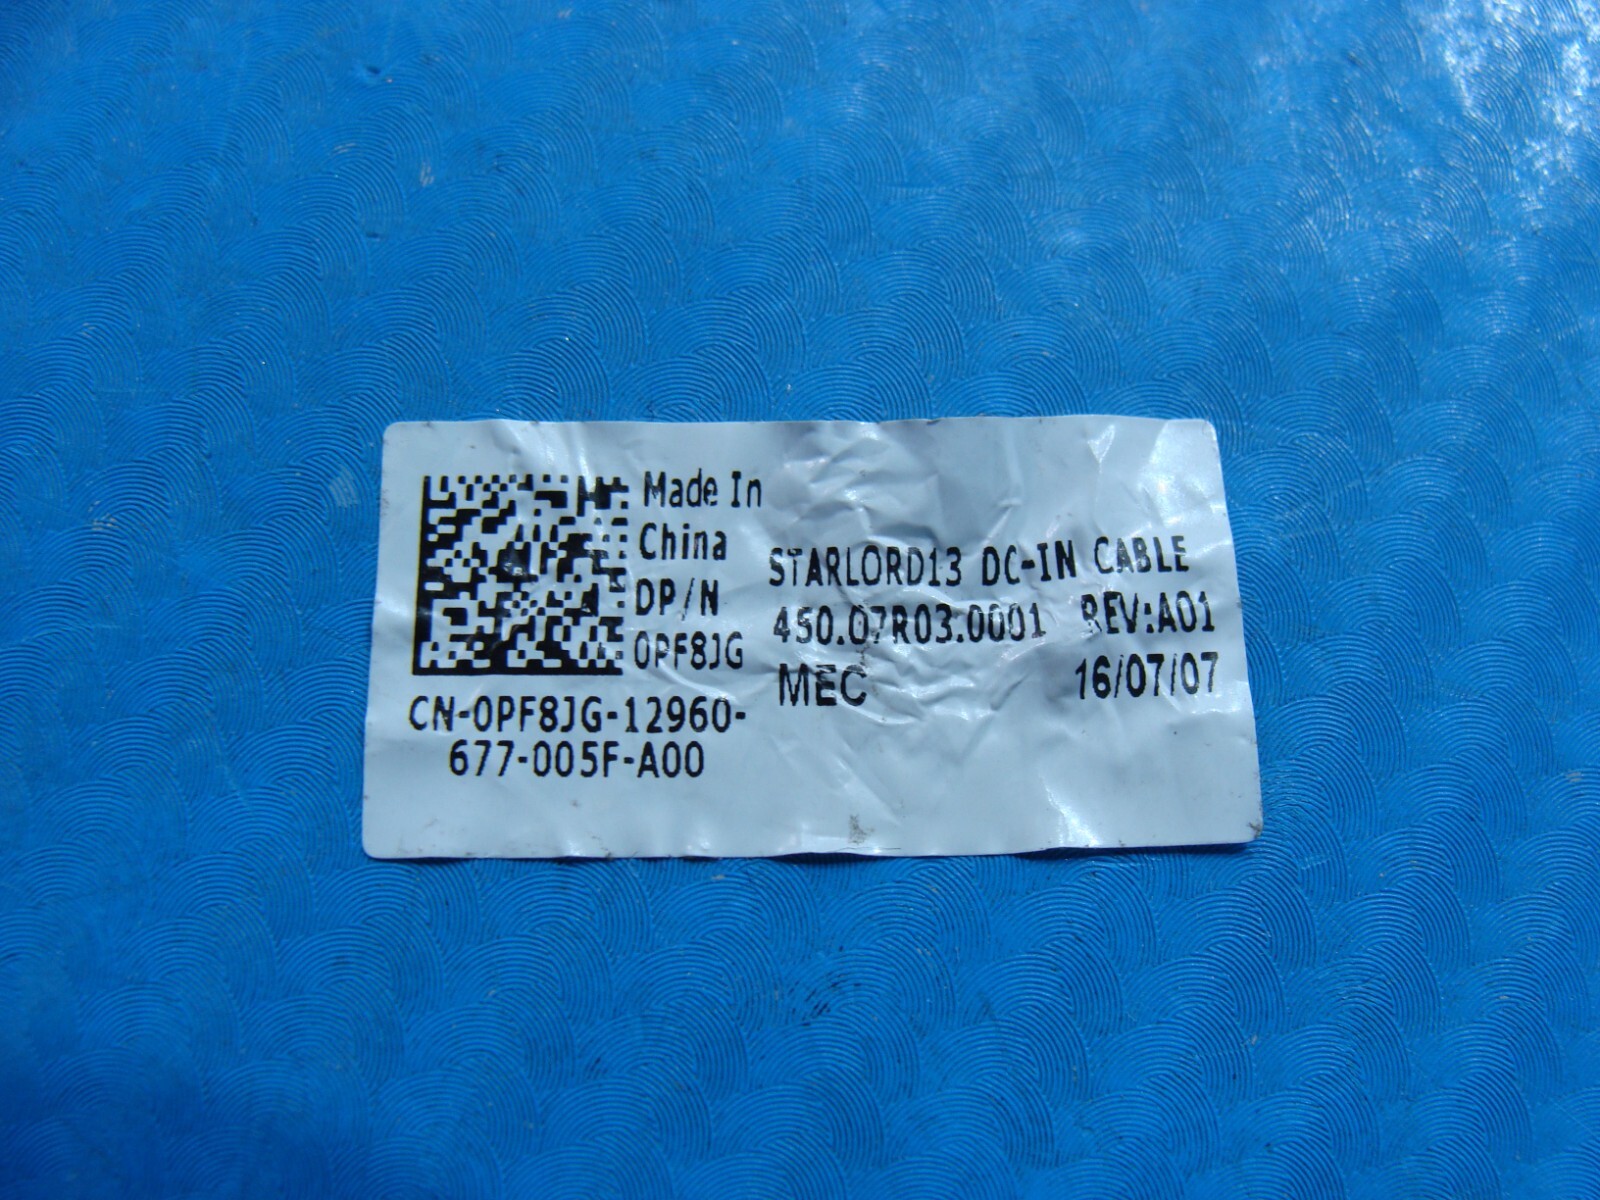 Made In
China
DP/N
0PF8JG
CN-0PF8JG-12960-
677-005F-A00
STARLORD13 DC-IN CABLE
450.07R03.0001 REV:A01
MEC 16/07/07